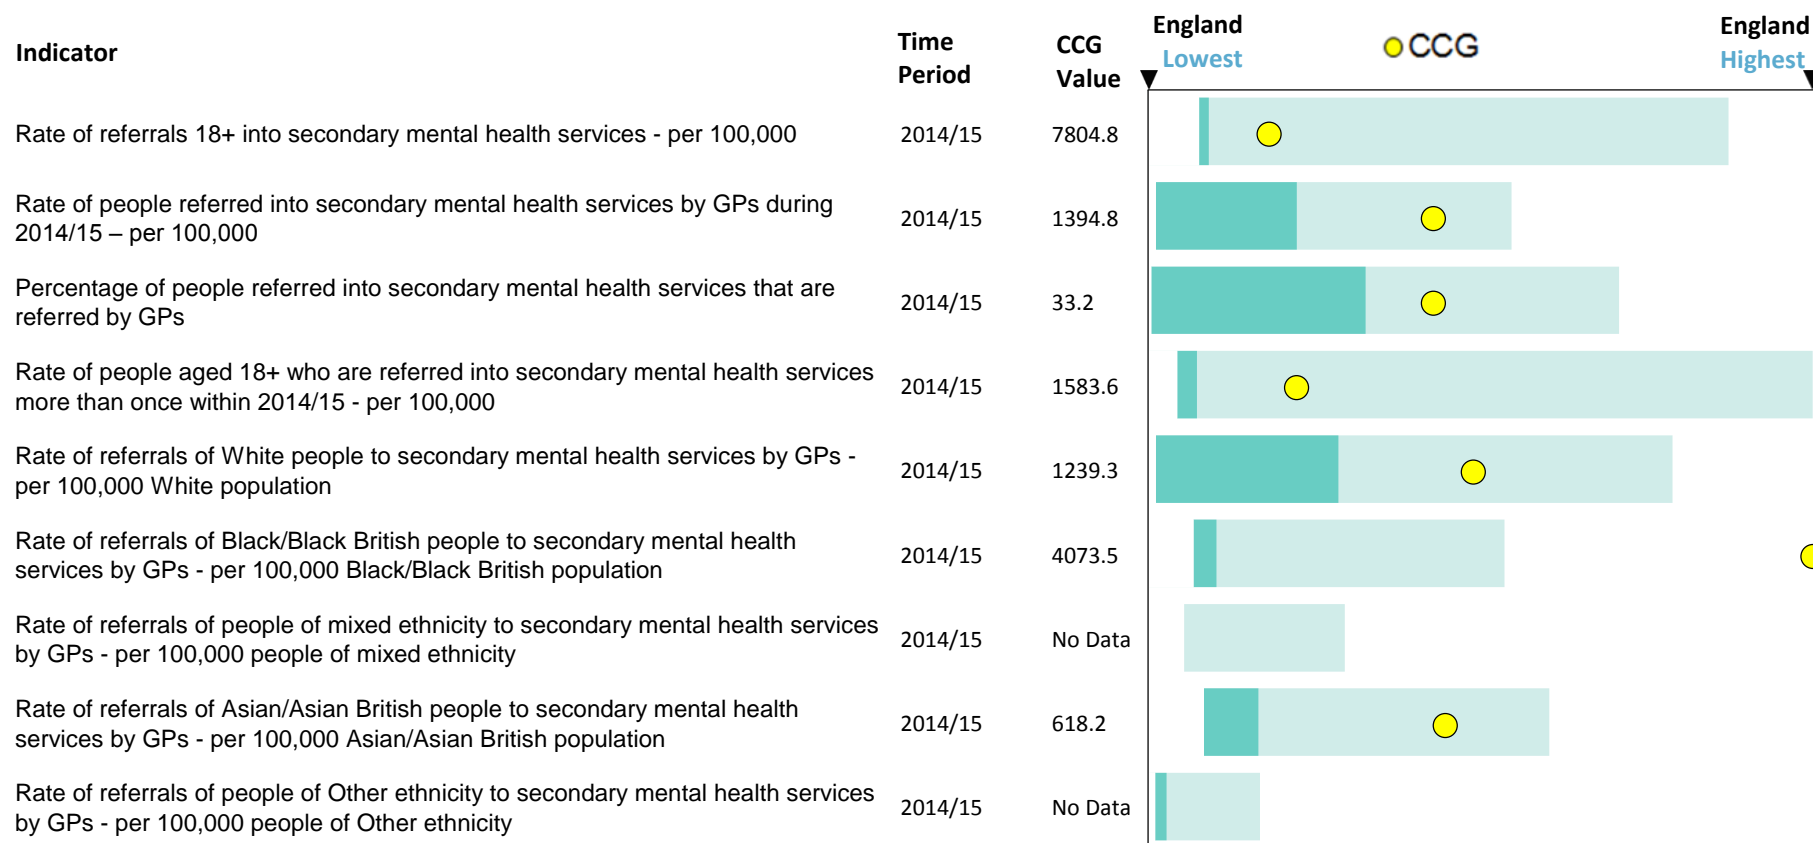 Indicator
Time
Period
CCG
Value
England
Lowest
CCG
England
Highest
Rate of referrals 18+ into secondary mental health services - per 100,000
2014/15
7804.8
Rate of people referred into secondary mental health services by GPs during
2014/15 – per 100,000
2014/15
1394.8
Percentage of people referred into secondary mental health services that are
referred by GPs
2014/15
33.2
Rate of people aged 18+ who are referred into secondary mental health services
more than once within 2014/15 - per 100,000
2014/15
1583.6
Rate of referrals of White people to secondary mental health services by GPs -
per 100,000 White population
2014/15
1239.3
Rate of referrals of Black/Black British people to secondary mental health
services by GPs - per 100,000 Black/Black British population
2014/15
4073.5
Rate of referrals of people of mixed ethnicity to secondary mental health services
by GPs - per 100,000 people of mixed ethnicity
2014/15
No Data
Rate of referrals of Asian/Asian British people to secondary mental health
services by GPs - per 100,000 Asian/Asian British population
2014/15
618.2
Rate of referrals of people of Other ethnicity to secondary mental health services
by GPs - per 100,000 people of Other ethnicity
2014/15
No Data